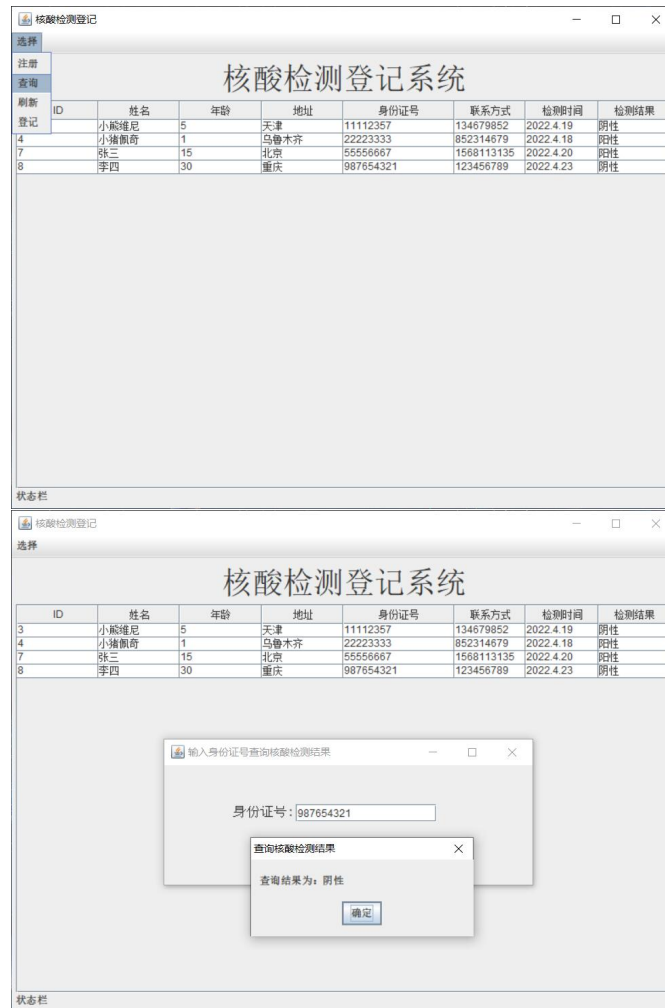 核酸检测登记
选择
注册
查询
刷新
登记
核酸检测登记系统
ID 姓名 年龄 地址 身份证号 联系方式 检测时间 检测结果
小熊维尼 5 天津 11112357 134679852 2022.4.19 阴性
4 小猪佩奇 1 乌鲁木齐 22223333 852314679 2022.4.18 阳性
7 张三 15 北京 55556667 1568113135 2022.4.20 阳性
8 李四 30 重庆 987654321 123456789 2022.4.23 阴性
状态栏
核酸检测登记
选择
核酸检测登记系统
ID 姓名 年龄 地址 身份证号 联系方式 检测时间 检测结果
3 小熊维尼 5 天津 11112357 134679852 2022.4.19 阴性
4 小猪佩奇 1 乌鲁木齐 22223333 852314679 2022.4.18 阳性
7 张三 15 北京 55556667 1568113135 2022.4.20 阳性
8 李四 30 重庆 987654321 123456789 2022.4.23 阴性
输入身份证号查询核酸检测结果
身份证号: 987654321
查询核酸检测结果
查询结果为：阴性
确定
状态栏